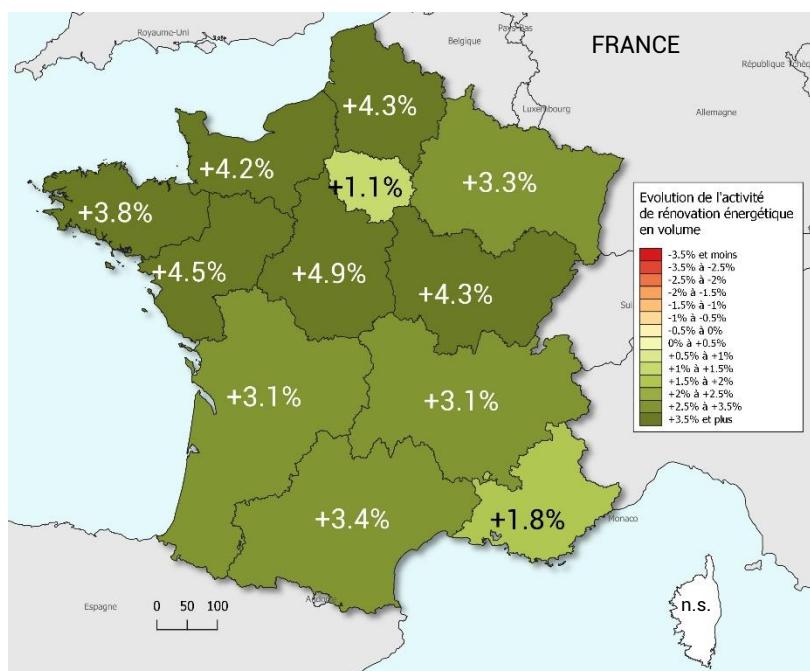 Royaume-Uni
Belgique
Pays-Bas
FRANCE
République Tchèq
Luxembourg
Allemagne
+4.3%
+4.2%
+1.1%
+3.3%
+3.8%
+4.5%
+4.9%
+4.3%
Sui
+3.1%
+3.1%
+3.4%
+1.8%
Monaco
n.s.
Espagne
Andorre
0 50 100
Evolution de l'activité
de rénovation énergétique
en volume
-3.5% et moins
-3.5% à -2.5%
-2.5% à -2%
-2% à -1.5%
-1.5% à -1%
-1% à -0.5%
-0.5% à 0%
0% à +0.5%
+0.5% à +1%
+1% à +1.5%
+1.5% à +2%
+2% à +2.5%
+2.5% à +3.5%
+3.5% et plus